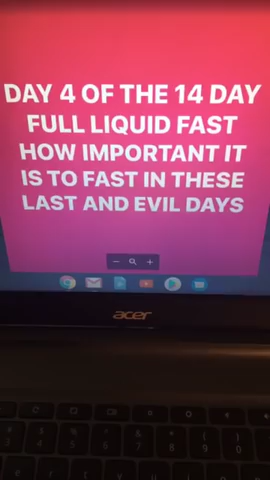 DAY 4 OF THE 14 DAY
FULL LIQUID FAST
HOW IMPORTANT IT
IS TO FAST IN THESE
LAST AND EVIL DAYS
acer